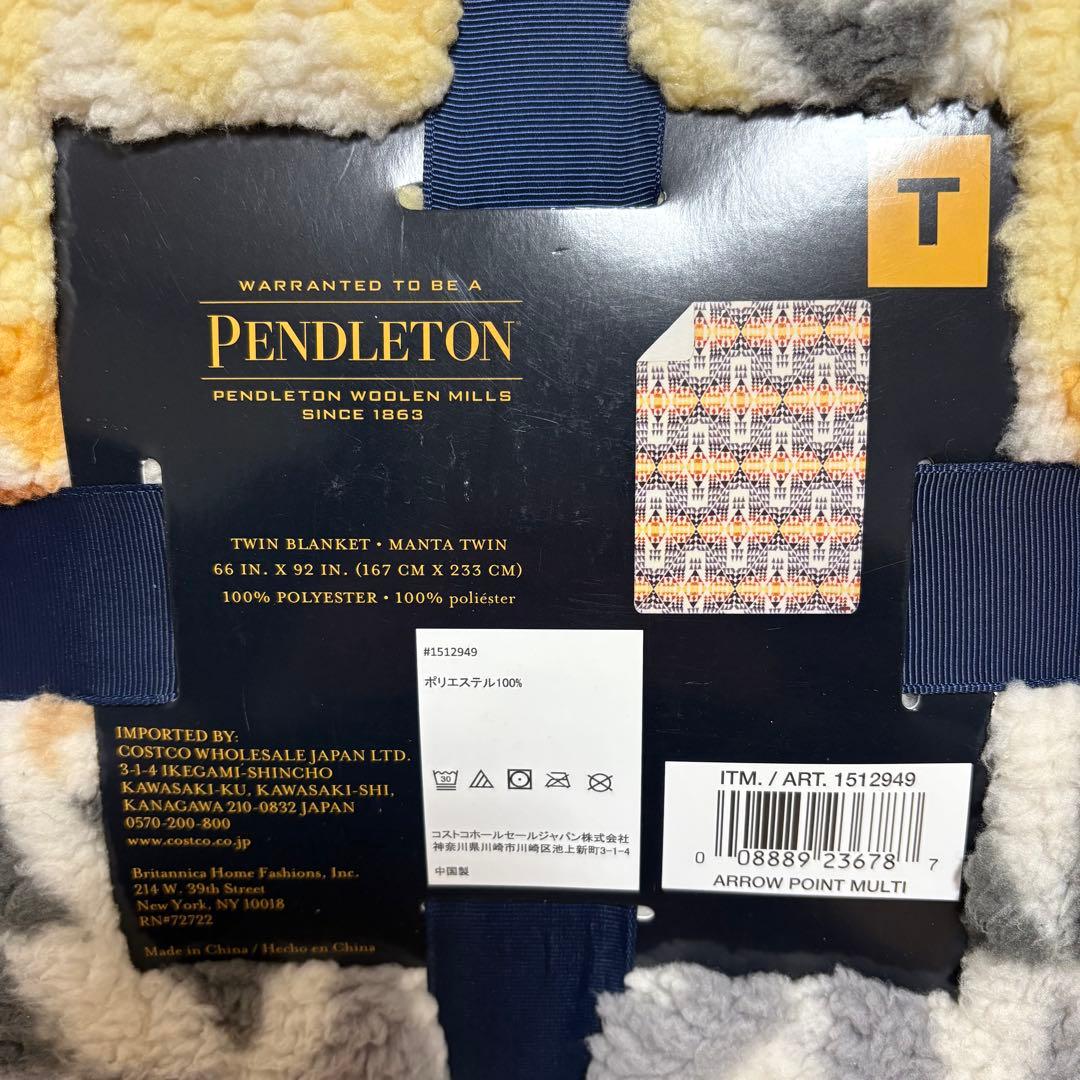 T
WARRANTED TO BE A
PENDLETON®
PENDLETON WOOLEN MILLS
SINCE 1863
TWIN BLANKET • MANTA TWIN
66 IN. X 92 IN. (167 CM X 233 CM)
100% POLYESTER • 100% poliéster
#1512949
ポリエステル100%
30
コストコホールセールジャパン株式会社
神奈川県川崎市川崎区池上新町3-1-4
中国製
IMPORTED BY:
COSTCO WHOLESALE JAPAN LTD.
3-1-4 IKEGAMI-SHINCHO
KAWASAKI-KU, KAWASAKI-SHI,
KANAGAWA 210-0832 JAPAN
0570-200-800
www.costco.co.jp
Britannica Home Fashions, Inc.
214 W. 39th Street
New York, NY 10018
RN#72722
Made in China / Hecho en China
ITM. / ART. 1512949
0 08889 23678 7
ARROW POINT MULTI